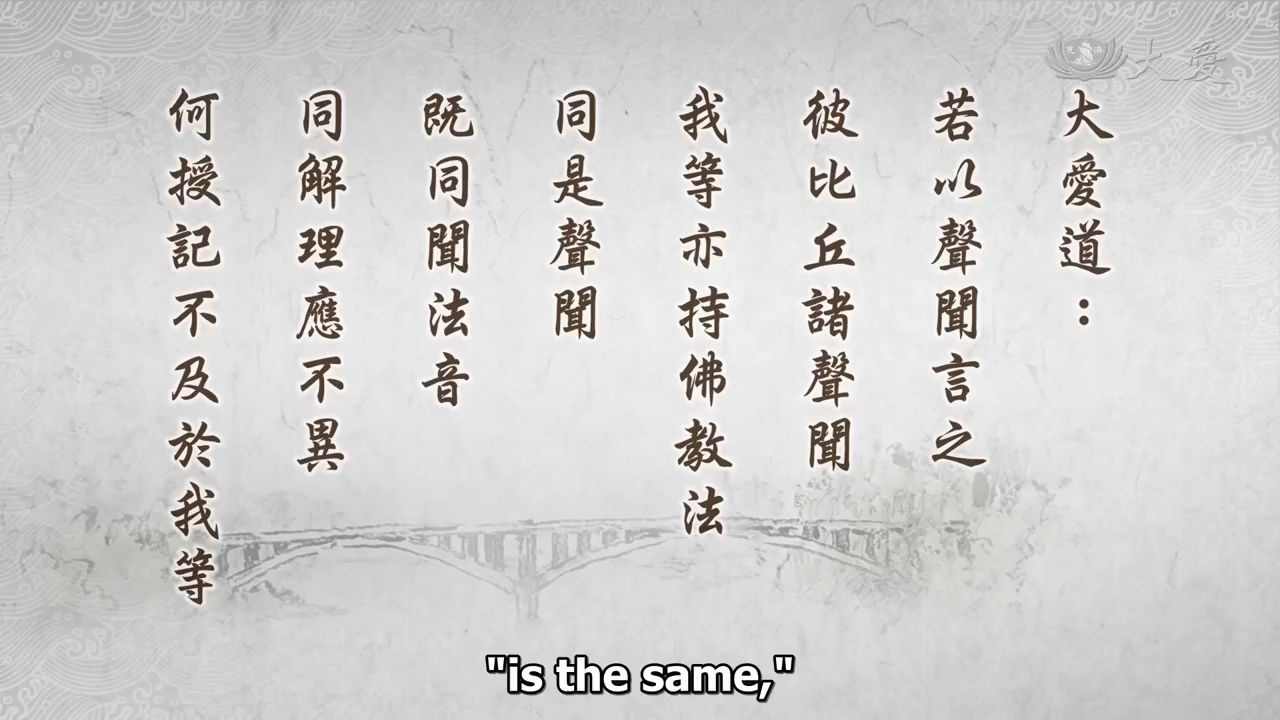 大愛
大愛道：
若以聲聞言之
彼比丘諸聲聞
我等亦持佛教法
同是聲聞
既同聞法音
同解理應不異
何授記不及於我等
"is the same,"